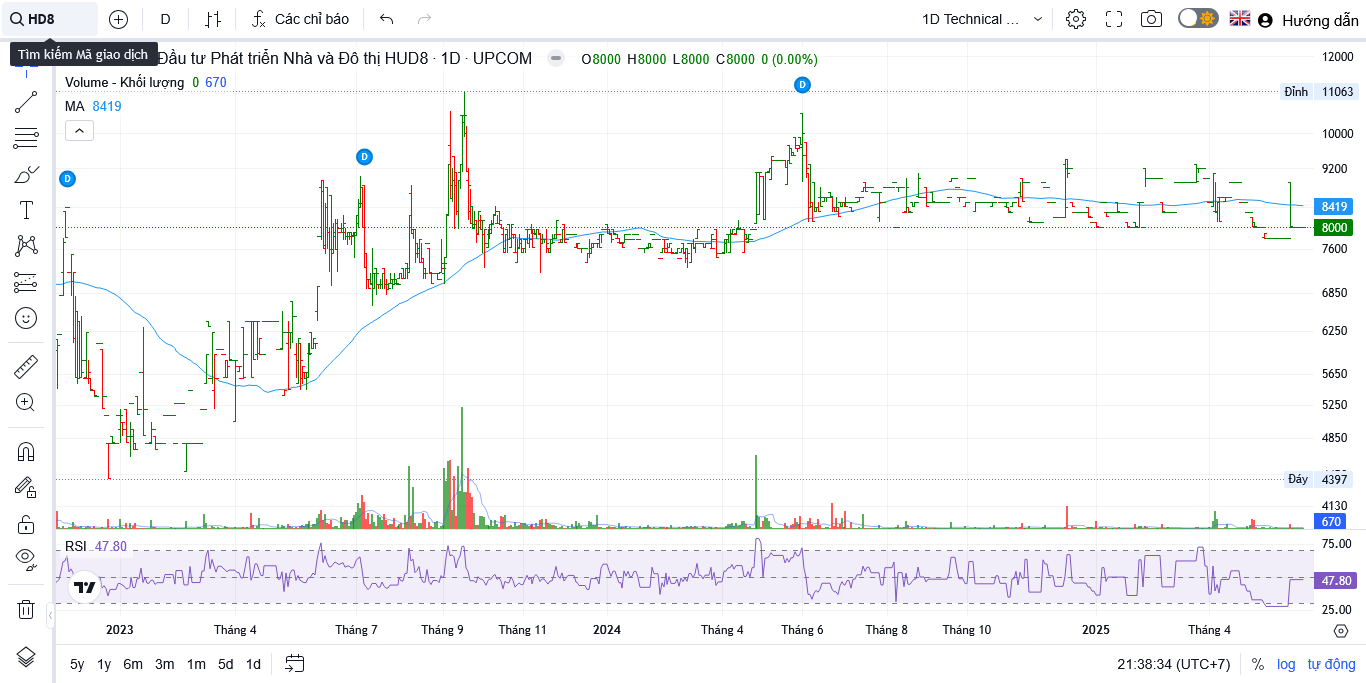 HD8
D
Các chỉ báo
1D Technical ...
Hướng dẫn
Tìm kiếm Mã giao dịch
Đầu tư Phát triển Nhà và Đô thị HUD8 · 1D · UPCOM
O8000 H8000 L8000 C8000 0 (0.00%)
Volume - Khối lượng 0 670
MA 8419
D
D
D
12000
Đỉnh 11063
10000
9200
8419
8000
7600
6850
6250
5650
5250
4850
Đáy 4397
4130
670
RSI 47.80
75.00
47.80
25.00
2023
Tháng 4
Tháng 7
Tháng 9
Tháng 11
2024
Tháng 4
Tháng 6
Tháng 8
Tháng 10
2025
Tháng 4
5y 1y 6m 3m 1m 5d 1d
21:38:34 (UTC+7)
% log tự động